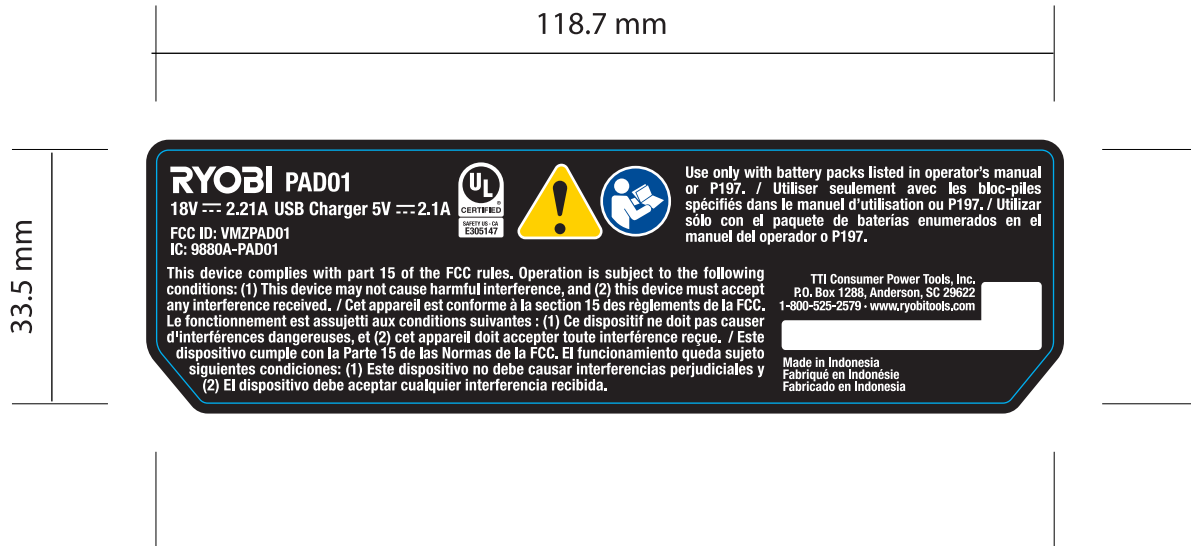 118.7 mm
33.5 mm
RYOBI PAD01
18V ⎓ 2.21A USB Charger 5V ⎓ 2.1A
FCC ID: VMZPAD01
IC: 9880A-PAD01
UL
®
CERTIFIED
SAFETY US - CA
E305147
Use only with battery packs listed in operator's manual
or P197. / Utiliser seulement avec les bloc-piles
spécifiés dans le manuel d'utilisation ou P197. / Utilizar
sólo con el paquete de baterías enumerados en el
manuel del operador o P197.
This device complies with part 15 of the FCC rules. Operation is subject to the following
conditions: (1) This device may not cause harmful interference, and (2) this device must accept
any interference received. / Cet appareil est conforme à la section 15 des règlements de la FCC.
Le fonctionnement est assujetti aux conditions suivantes : (1) Ce dispositif ne doit pas causer
d'interférences dangereuses, et (2) cet appareil doit accepter toute interférence reçue. / Este
dispositivo cumple con la Parte 15 de las Normas de la FCC. El funcionamiento queda sujeto
siguientes condiciones: (1) Este dispositivo no debe causar interferencias perjudiciales y
(2) El dispositivo debe aceptar cualquier interferencia recibida.
TTI Consumer Power Tools, Inc.
P.O. Box 1288, Anderson, SC 29622
1-800-525-2579 · www.ryobitools.com
Made in Indonesia
Fabriqué en Indonésie
Fabricado en Indonesia